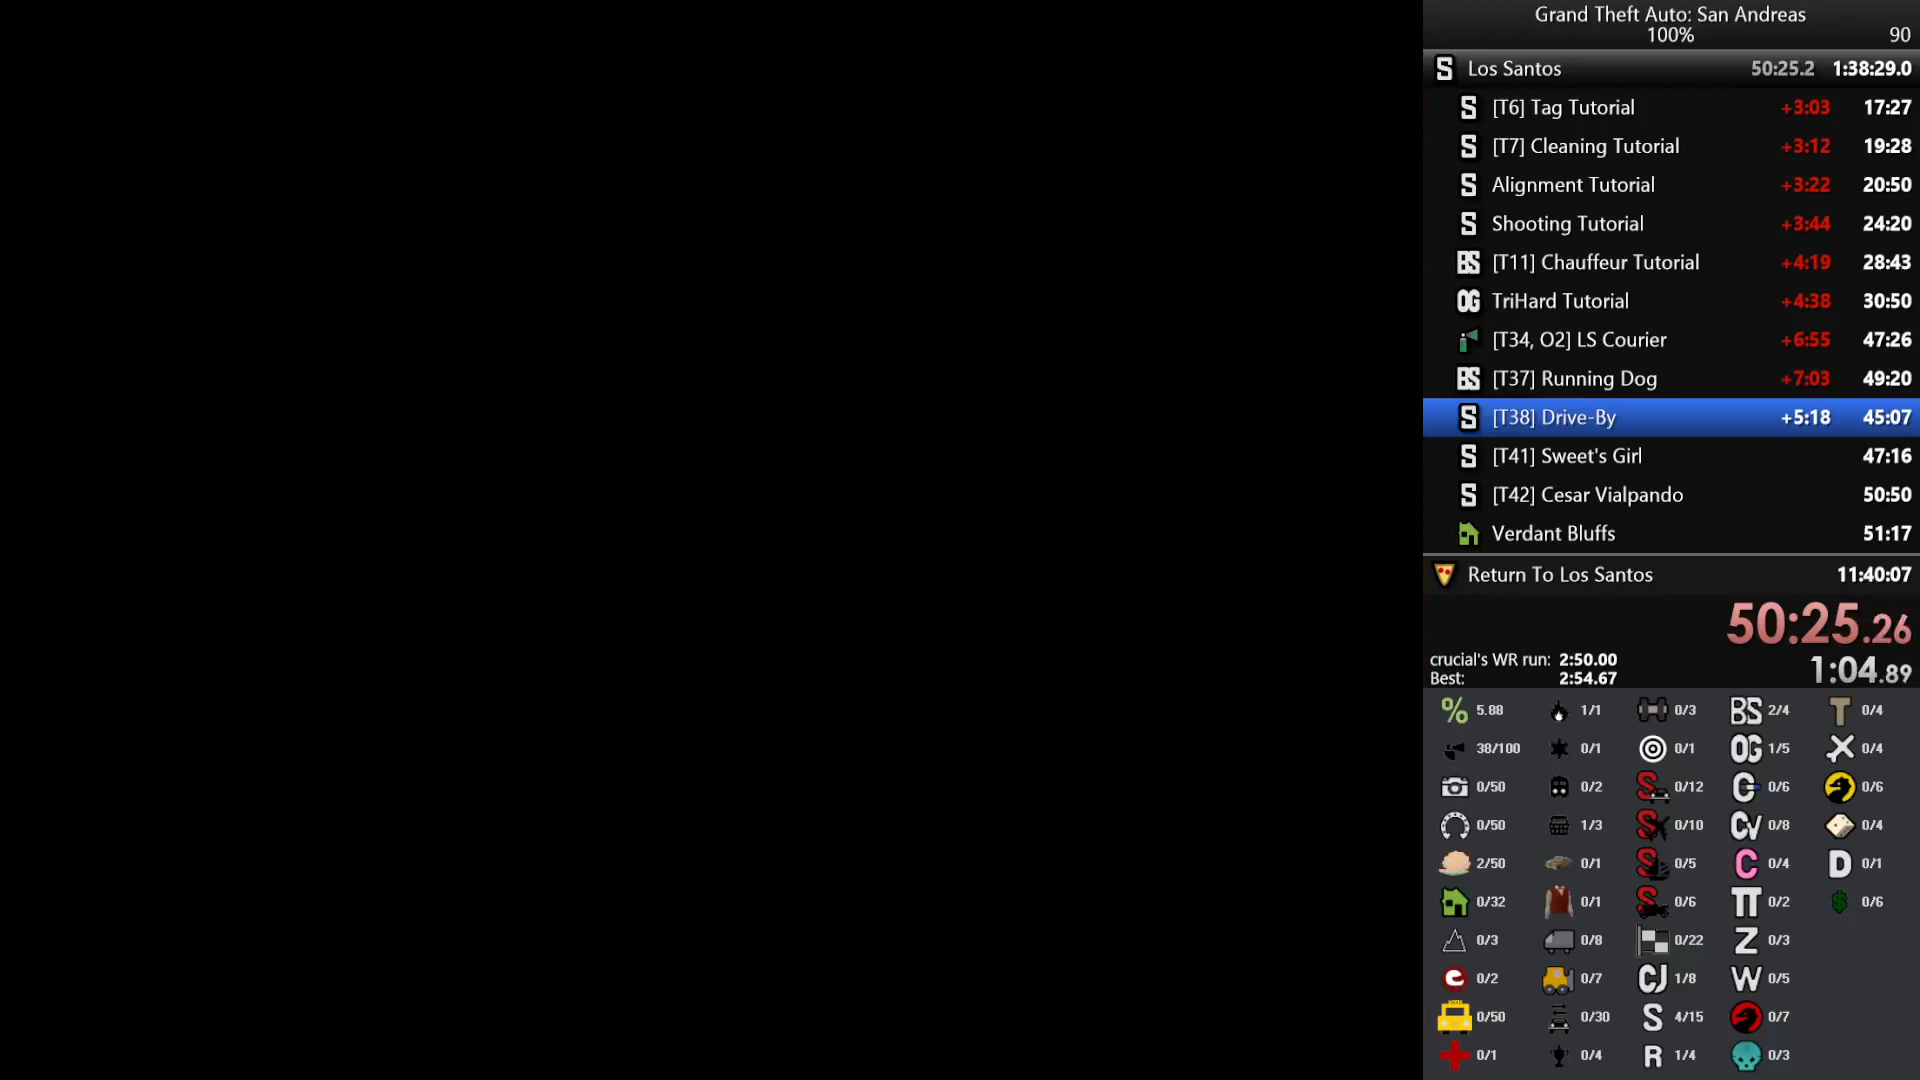 Grand Theft Auto: San Andreas
100% 90
S Los Santos 50:25.2 1:38:29.0
S [T6] Tag Tutorial +3:03 17:27
S [T7] Cleaning Tutorial +3:12 19:28
S Alignment Tutorial +3:22 20:50
S Shooting Tutorial +3:44 24:20
BS [T11] Chauffeur Tutorial +4:19 28:43
OG TriHard Tutorial +4:38 30:50
[T34, O2] LS Courier +6:55 47:26
BS [T37] Running Dog +7:03 49:20
S [T38] Drive-By +5:18 45:07
S [T41] Sweet's Girl 47:16
S [T42] Cesar Vialpando 50:50
Verdant Bluffs 51:17
Return To Los Santos 11:40:07
50:25.26
crucial's WR run: 2:50.00
Best: 2:54.67 1:04.89
% 5.88 1/1 0/3 BS 2/4 T 0/4
38/100 0/1 0/1 OG 1/5 0/4
0/50 0/2 S 0/12 C 0/6 0/6
0/50 1/3 S 0/10 CV 0/8 0/4
2/50 0/1 S 0/5 C 0/4 D 0/1
0/32 0/1 S 0/6 TT 0/2 $ 0/6
0/3 0/8 0/22 Z 0/3
e 0/2 0/7 CJ 1/8 W 0/5
0/50 0/30 S 4/15 0/7
0/1 0/4 R 1/4 0/3